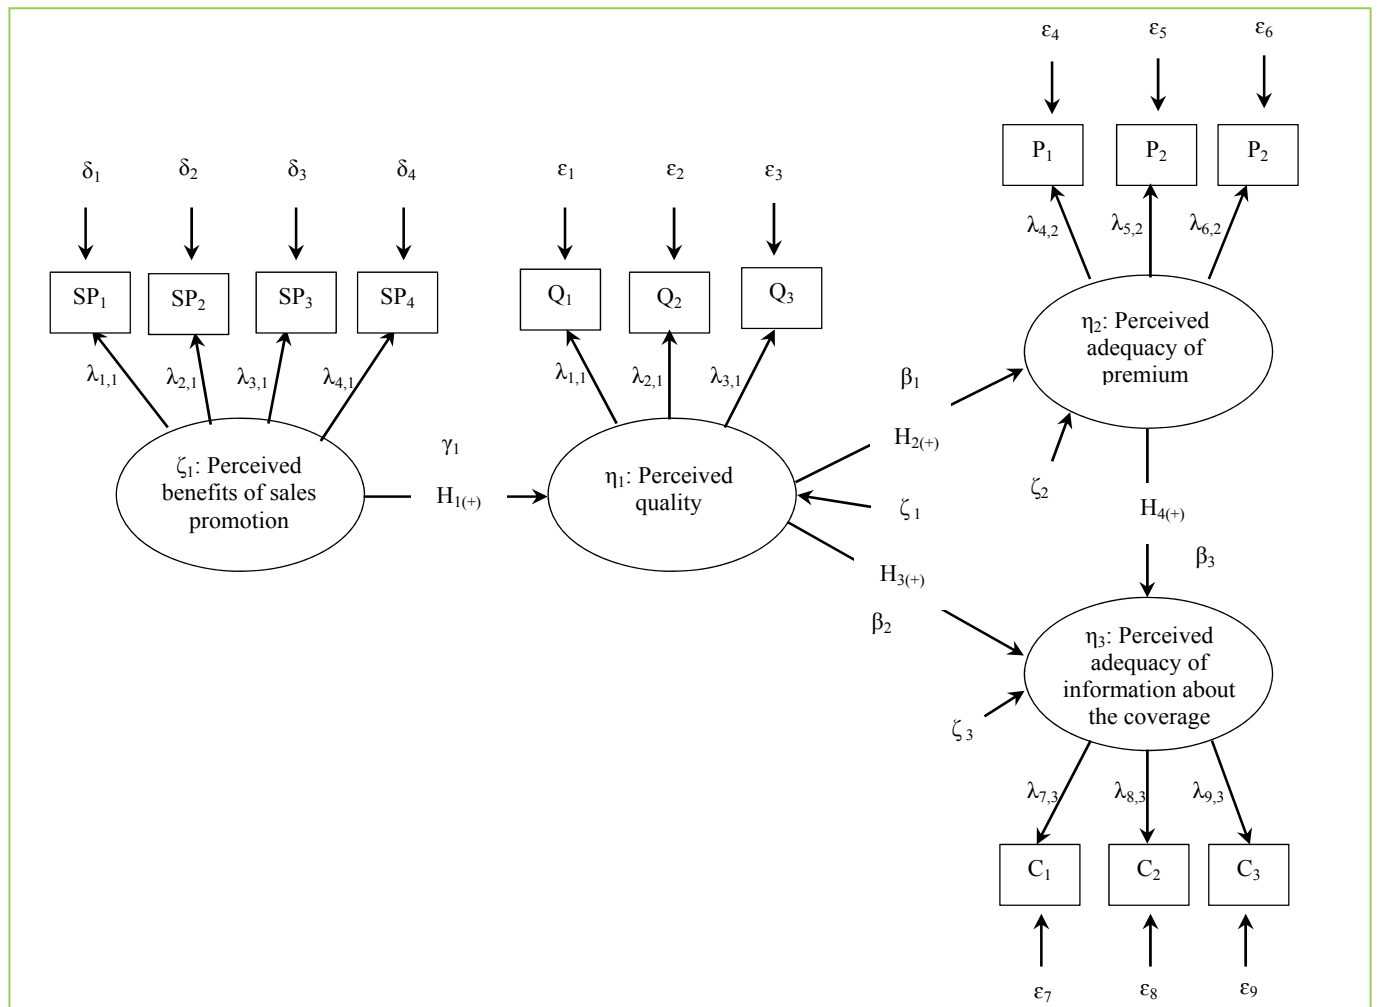 ε4 ε5 ε6
P1 P2 P2
δ1 δ2 δ3 δ4 ε1 ε2 ε3
λ4,2 λ5,2 λ6,2
SP1 SP2 SP3 SP4 Q1 Q2 Q3
η2: Perceived
adequacy of
premium
λ1,1 λ2,1 λ3,1 λ4,1 λ1,1 λ2,1 λ3,1
β1
H2(+)
γ1
ζ1: Perceived
benefits of sales
promotion
H1(+)
η1: Perceived
quality
ζ1
ζ2
H4(+)
H3(+)
β3
β2
η3: Perceived
adequacy of
information about
the coverage
ζ3
λ7,3 λ8,3 λ9,3
C1 C2 C3
ε7 ε8 ε9